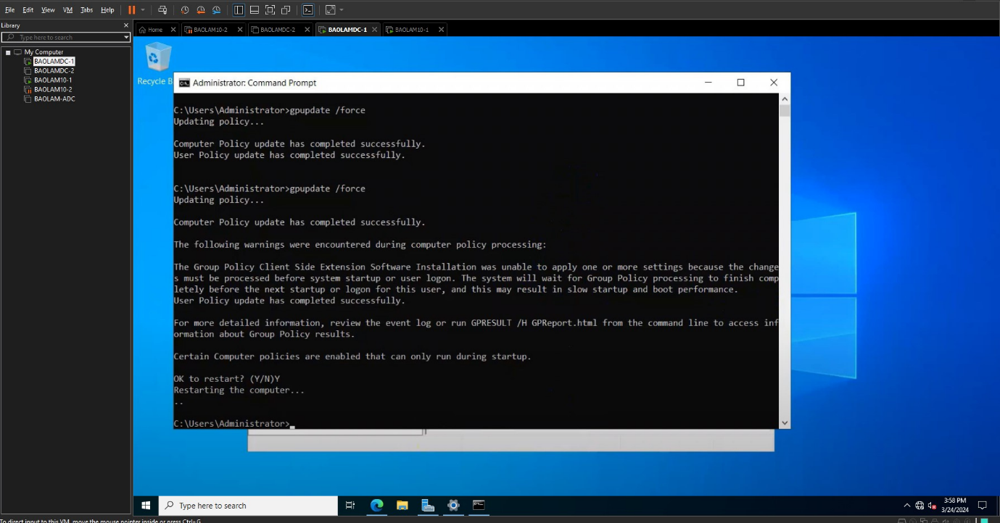 File Edit View VM Tabs Help
Library
Type here to search
My Computer
BAOLAMDC-1
BAOLAMDC-2
BAOLAM10-1
BAOLAM10-2
BAOLAM-ADC
Home BAOLAM10-2 BAOLAMDC-2 BAOLAMDC-1 BAOLAM10-1
Recycle B
Administrator: Command Prompt
C:\Users\Administrator>gpupdate /force
Updating policy...
Computer Policy update has completed successfully.
User Policy update has completed successfully.
C:\Users\Administrator>gpupdate /force
Updating policy...
Computer Policy update has completed successfully.
The following warnings were encountered during computer policy processing:
The Group Policy Client Side Extension Software Installation was unable to apply one or more settings because the change
s must be processed before system startup or user logon. The system will wait for Group Policy processing to finish comp
letely before the next startup or logon for this user, and this may result in slow startup and boot performance.
User Policy update has completed successfully.
For more detailed information, review the event log or run GPRESULT /H GPReport.html from the command line to access inf
ormation about Group Policy results.
Certain Computer policies are enabled that can only run during startup.
OK to restart? (Y/N)Y
Restarting the computer...
..
C:\Users\Administrator>
Type here to search
3:58 PM
3/24/2024
To direct input to this VM, move the mouse pointer inside or press Ctrl+G.